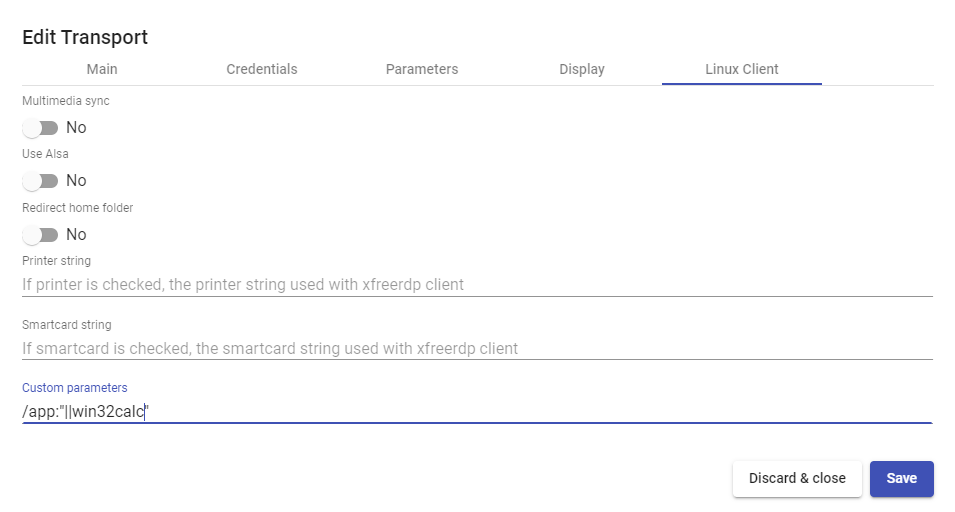 Edit Transport
Main Credentials Parameters Display Linux Client
Multimedia sync
No
Use Alsa
No
Redirect home folder
No
Printer string
If printer is checked, the printer string used with xfreerdp client
Smartcard string
If smartcard is checked, the smartcard string used with xfreerdp client
Custom parameters
/app:"||win32calc"
Discard & close Save